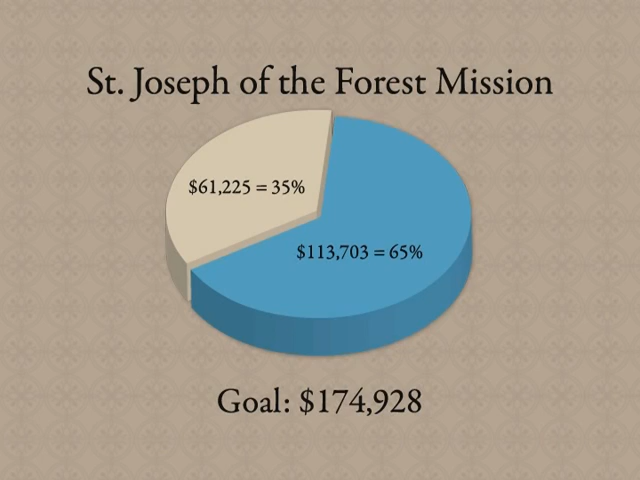 St. Joseph of the Forest Mission
$61,225 = 35%
$113,703 = 65%
Goal: $174,928